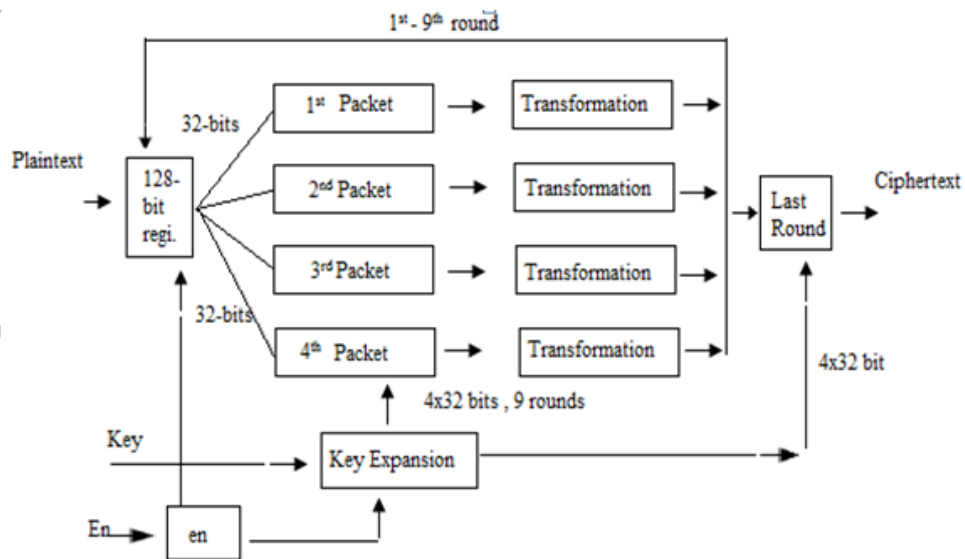 1st - 9th round
1st Packet
Transformation
32-bits
Plaintext
128-
bit
regi.
2nd Packet
Transformation
Ciphertext
Last
Round
3rd Packet
Transformation
32-bits
4th Packet
Transformation
4x32 bit
4x32 bits , 9 rounds
Key
Key Expansion
En
en